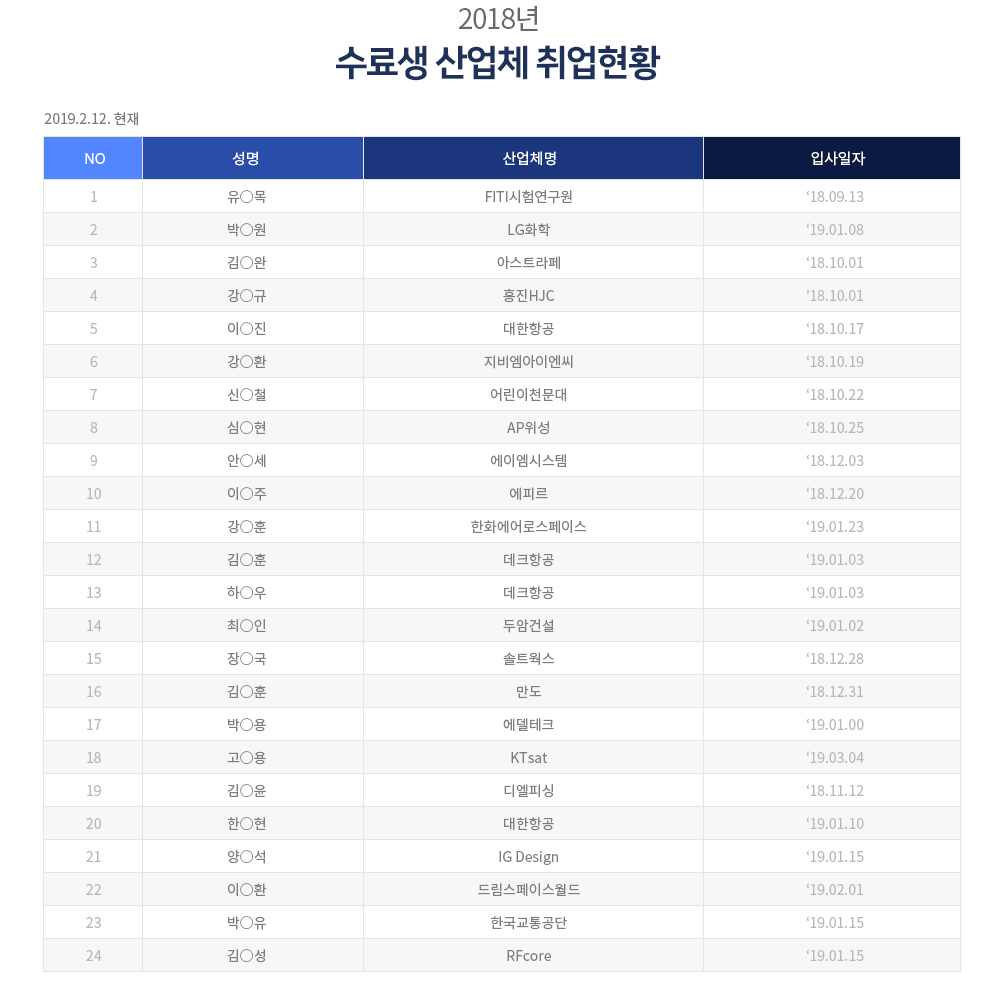 2018년
수료생 산업체 취업현황
2019.2.12. 현재
NO 성명 산업체명 입사일자
1 유○목 FITI시험연구원 ‘18.09.13
2 박○원 LG화학 ‘19.01.08
3 김○완 아스트라페 ‘18.10.01
4 강○규 홍진HJC ’18.10.01
5 이○진 대한항공 ‘18.10.17
6 강○환 지비엠아이엔씨 ‘18.10.19
7 신○철 어린이천문대 ‘18.10.22
8 심○현 AP위성 ‘18.10.25
9 안○세 에이엠시스템 ‘18.12.03
10 이○주 에피르 ‘18.12.20
11 강○훈 한화에어로스페이스 ‘19.01.23
12 김○훈 데크항공 ‘19.01.03
13 하○우 데크항공 ‘19.01.03
14 최○인 두암건설 ‘19.01.02
15 장○국 솔트웍스 ‘18.12.28
16 김○훈 만도 ‘18.12.31
17 박○용 에델테크 ‘19.01.00
18 고○용 KTsat ‘19.03.04
19 김○윤 디엘피싱 ‘18.11.12
20 한○현 대한항공 ‘19.01.10
21 양○석 IG Design ‘19.01.15
22 이○환 드림스페이스월드 ‘19.02.01
23 박○유 한국교통공단 ‘19.01.15
24 김○성 RFcore ‘19.01.15